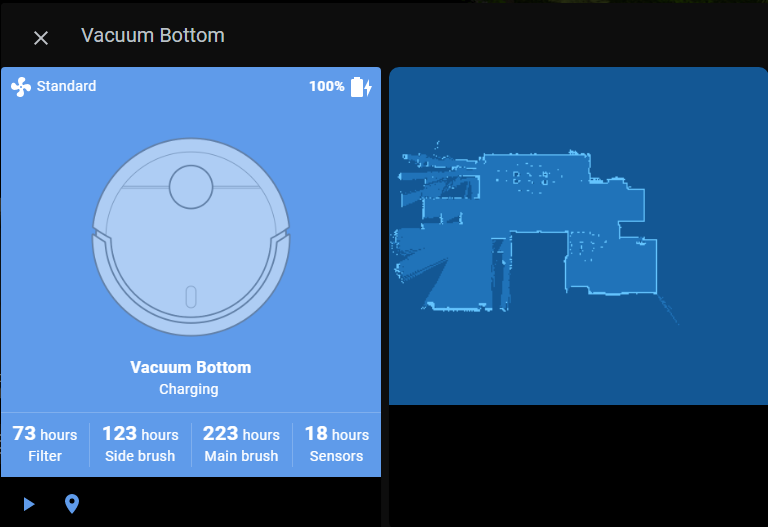 Vacuum Bottom
Standard
100%
Vacuum Bottom
Charging
73 hours
Filter
123 hours
Side brush
223 hours
Main brush
18 hours
Sensors